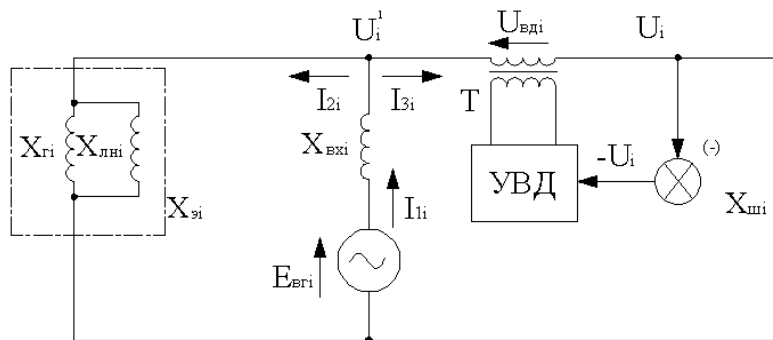 U¹i Uвдi Ui
I2i I3i T
Xгi Xлнi Xвхi (-)
-Ui
УВД
Xэi I1i Xшi
Eвгi